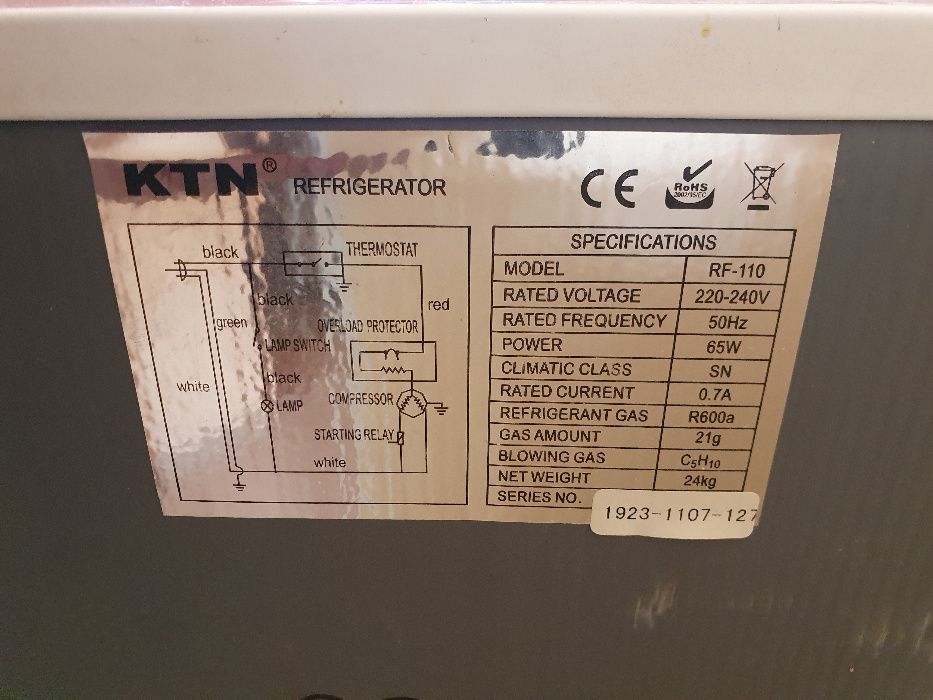 KTN® REFRIGERATOR
CE
RoHS
2002/95/EC
black
THERMOSTAT
black
red
green
OVERLOAD PROTECTOR
LAMP SWITCH
black
white
COMPRESSOR
LAMP
STARTING RELAY
white
SPECIFICATIONS
MODEL RF-110
RATED VOLTAGE 220-240V
RATED FREQUENCY 50Hz
POWER 65W
CLIMATIC CLASS SN
RATED CURRENT 0.7A
REFRIGERANT GAS R600a
GAS AMOUNT 21g
BLOWING GAS C5H10
NET WEIGHT 24kg
SERIES NO. 1923-1107-127